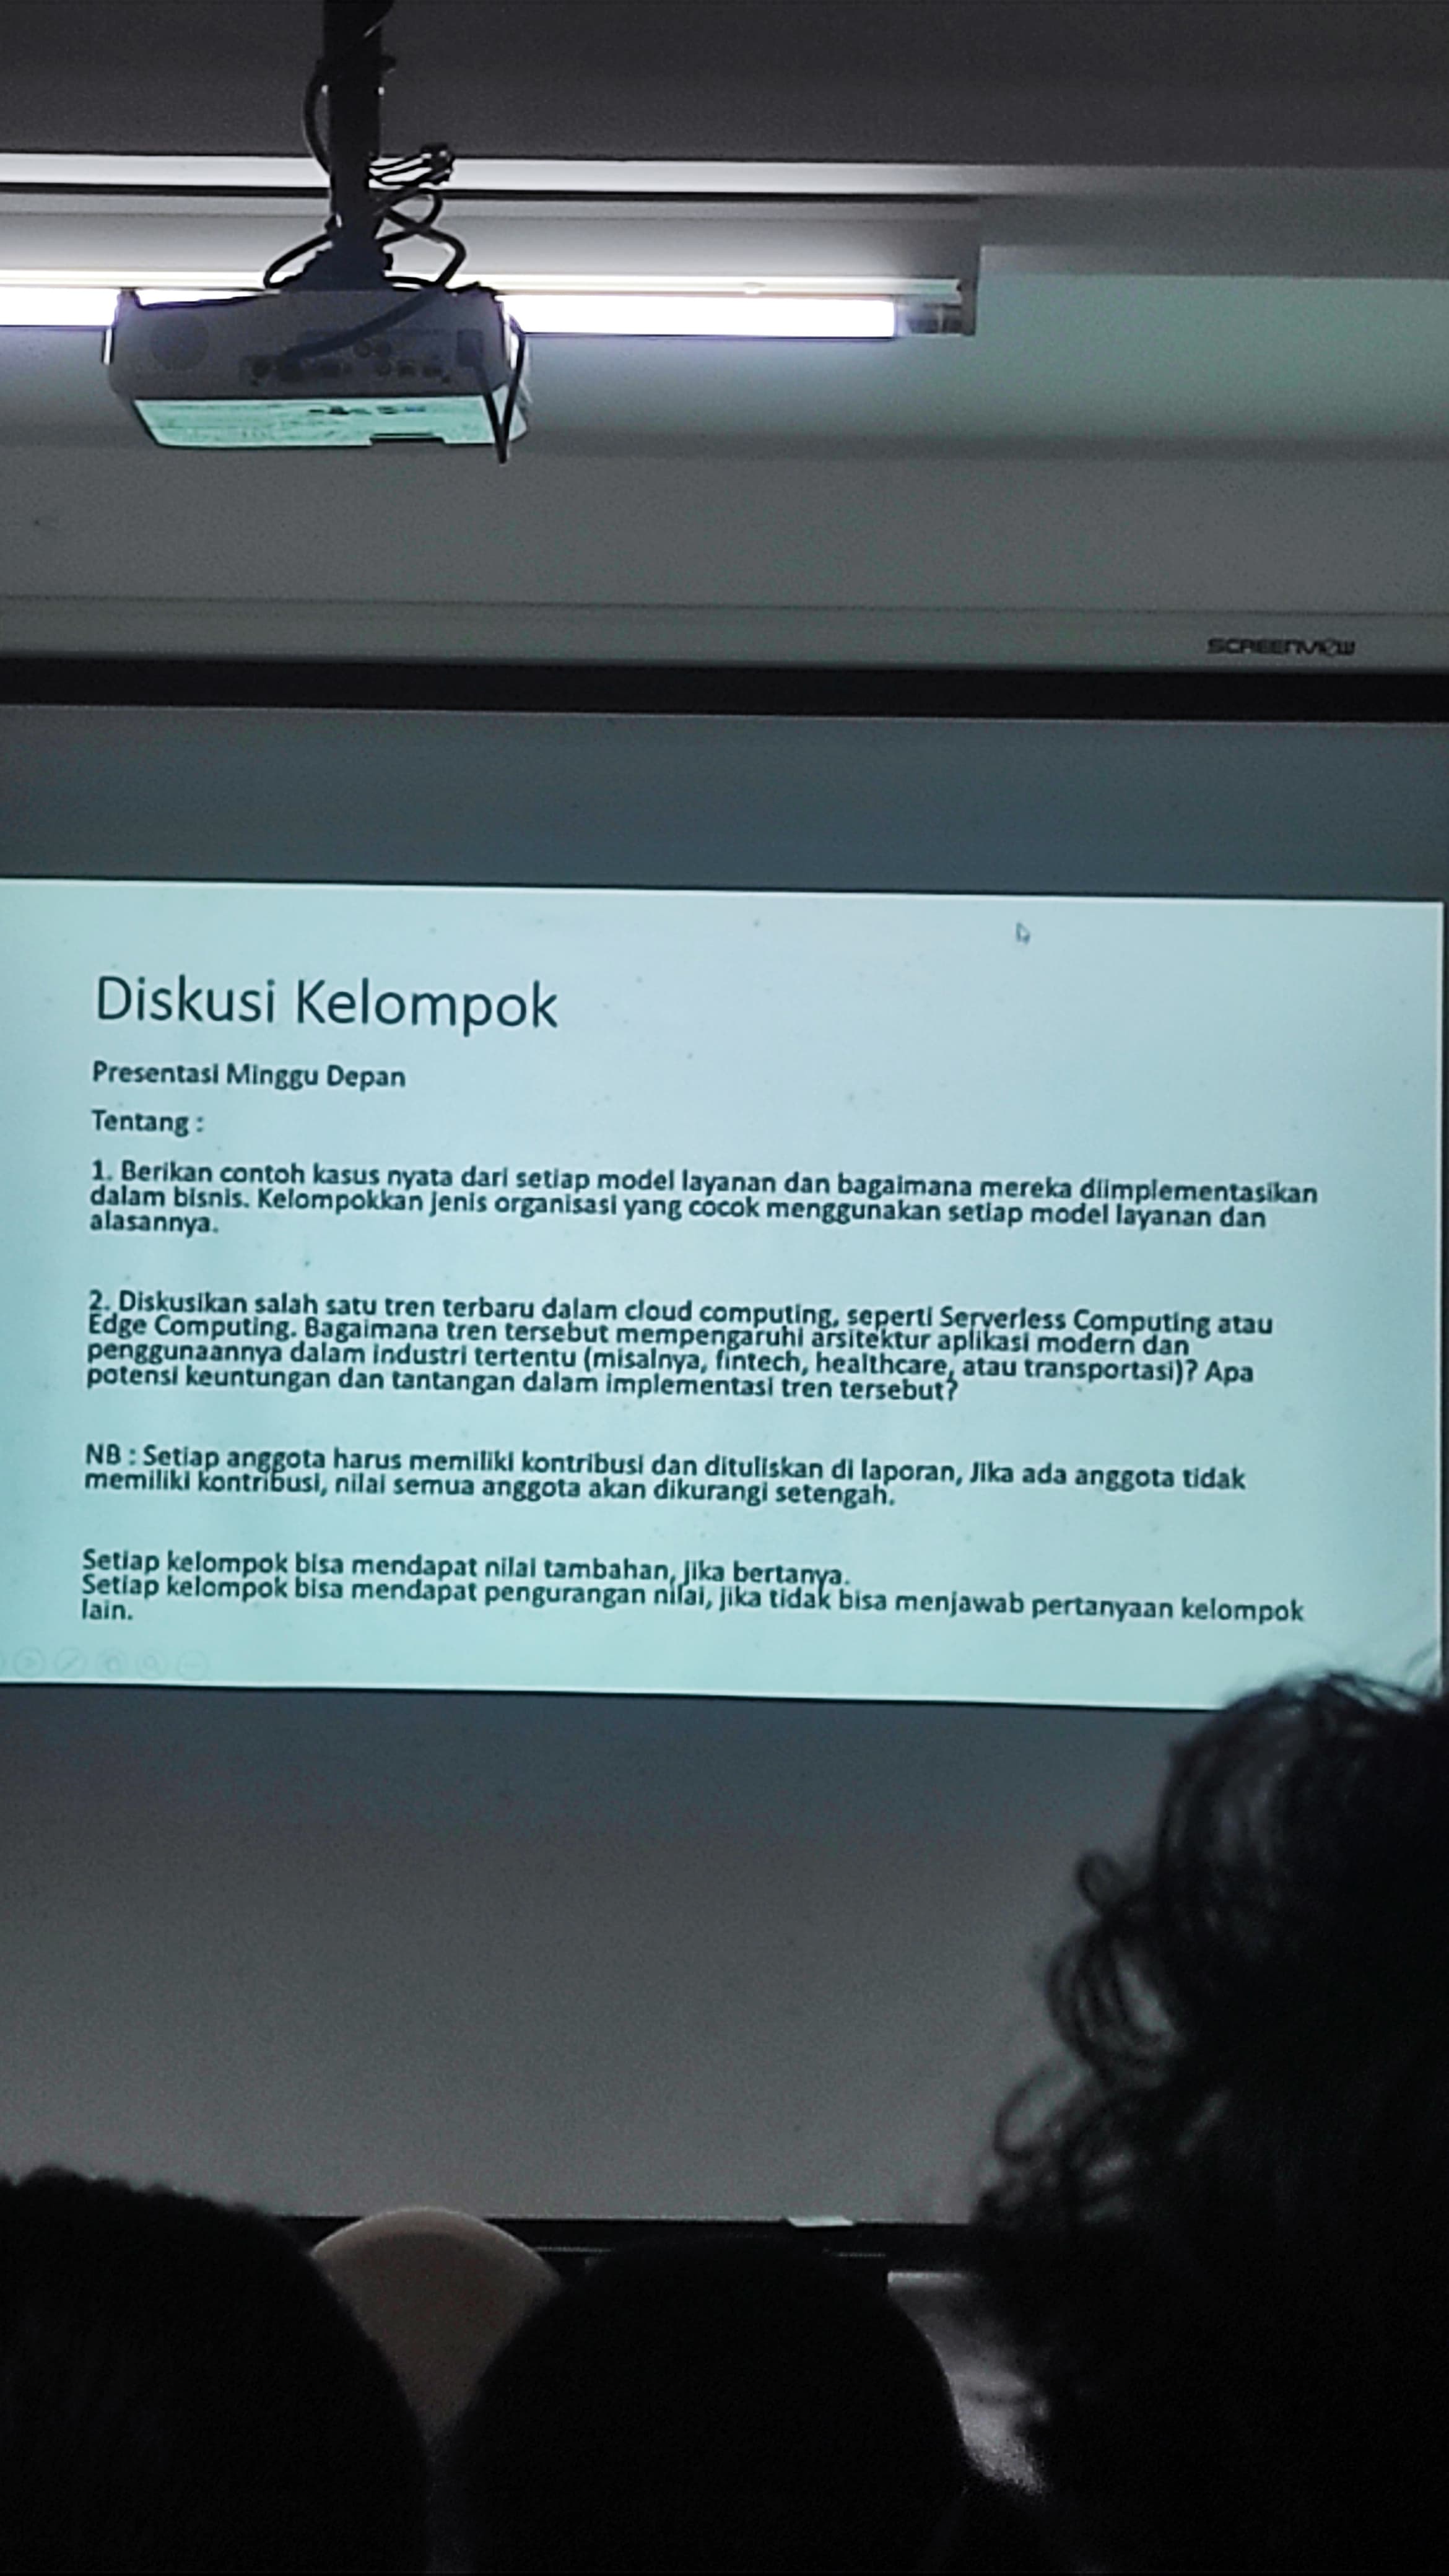 SCREENVIEW
Diskusi Kelompok
Presentasi Minggu Depan
Tentang :
1. Berikan contoh kasus nyata dari setiap model layanan dan bagaimana mereka diimplementasikan
dalam bisnis. Kelompokkan jenis organisasi yang cocok menggunakan setiap model layanan dan
alasannya.
2. Diskusikan salah satu tren terbaru dalam cloud computing, seperti Serverless Computing atau
Edge Computing. Bagaimana tren tersebut mempengaruhi arsitektur aplikasi modern dan
penggunaannya dalam industri tertentu (misalnya, fintech, healthcare, atau transportasi)? Apa
potensi keuntungan dan tantangan dalam implementasi tren tersebut?
NB : Setiap anggota harus memiliki kontribusi dan dituliskan di laporan, Jika ada anggota tidak
memiliki kontribusi, nilai semua anggota akan dikurangi setengah.
Setiap kelompok bisa mendapat nilai tambahan, jika bertanya.
Setiap kelompok bisa mendapat pengurangan nilai, jika tidak bisa menjawab pertanyaan kelompok
lain.